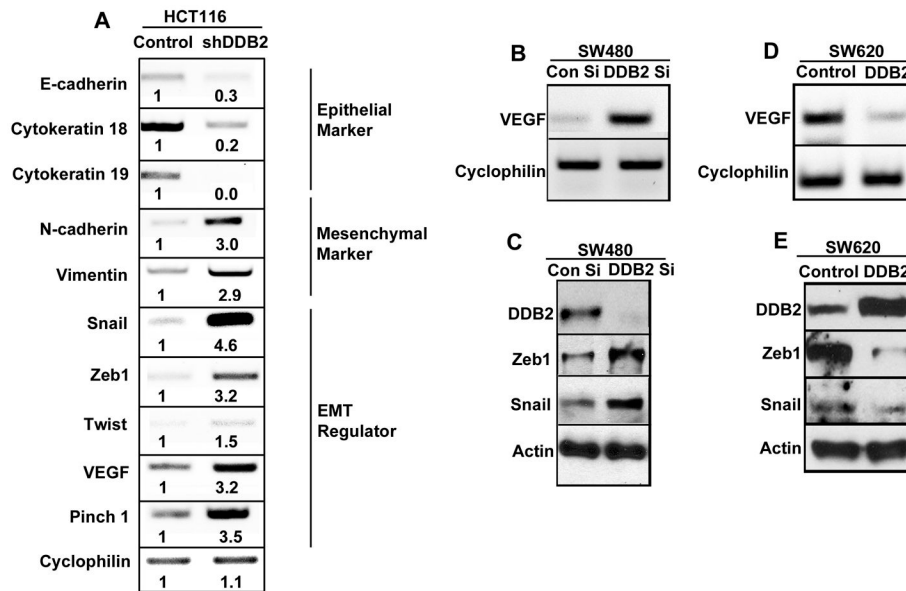 A
HCT116
Control shDDB2
E-cadherin
1 0.3
Cytokeratin 18
1 0.2
Cytokeratin 19
1 0.0
N-cadherin
1 3.0
Vimentin
1 2.9
Snail
1 4.6
Zeb1
1 3.2
Twist
1 1.5
VEGF
1 3.2
Pinch 1
1 3.5
Cyclophilin
1 1.1
Epithelial
Marker
Mesenchymal
Marker
EMT
Regulator
B
SW480
Con Si DDB2 Si
VEGF
Cyclophilin
C
SW480
Con Si DDB2 Si
DDB2
Zeb1
Snail
Actin
D
SW620
Control DDB2
VEGF
Cyclophilin
E
SW620
Control DDB2
DDB2
Zeb1
Snail
Actin